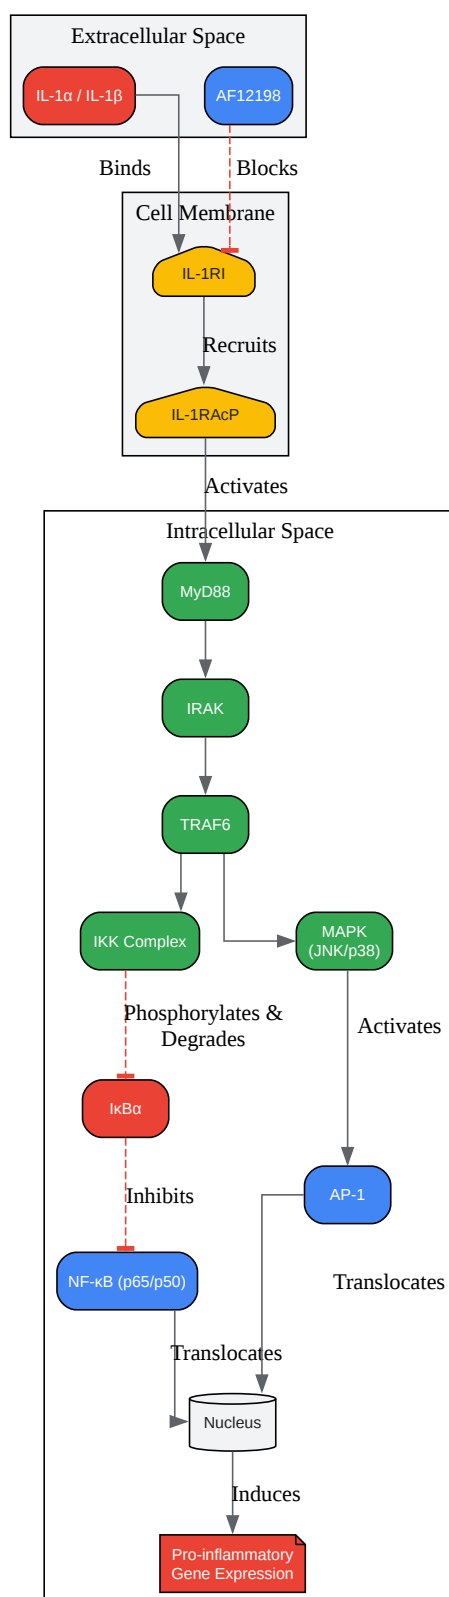 Extracellular Space
IL-1α / IL-1β
AF12198
Binds
Blocks
Cell Membrane
IL-1RI
Recruits
IL-1RAcP
Activates
Intracellular Space
MyD88
IRAK
TRAF6
IKK Complex
MAPK
(JNK/p38)
Phosphorylates &
Degrades
Activates
IκBα
Inhibits
AP-1
NF-κB (p65/p50)
Translocates
Translocates
Nucleus
Induces
Pro-inflammatory
Gene Expression